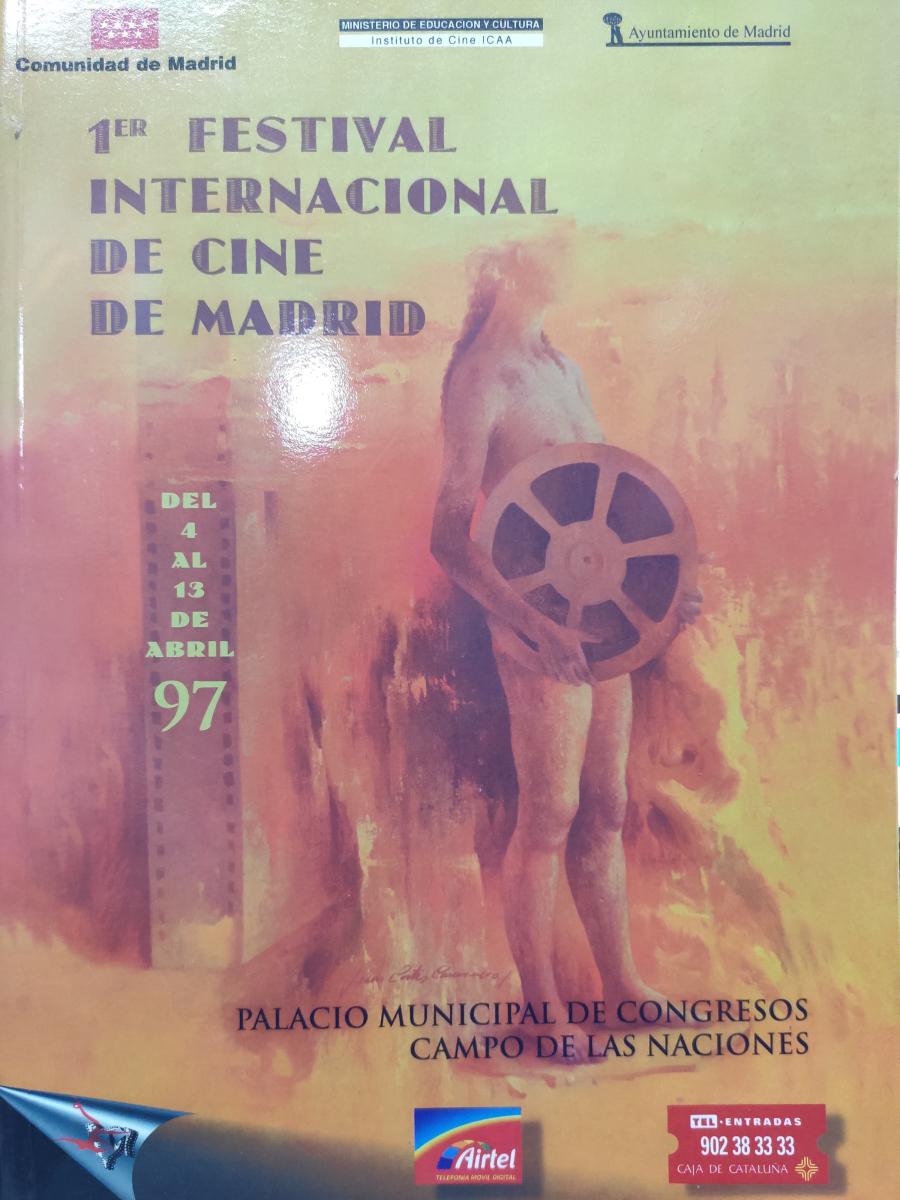 Comunidad de Madrid
MINISTERIO DE EDUCACION Y CULTURA
Instituto de Cine ICAA
Ayuntamiento de Madrid
1ER FESTIVAL
INTERNACIONAL
DE CINE
DE MADRID
DEL
4
AL
13
DE
ABRIL
97
PALACIO MUNICIPAL DE CONGRESOS
CAMPO DE LAS NACIONES
Airtel
TELEFONIA MOVIL DIGITAL
TEL·ENTRADAS
902 38 33 33
CAJA DE CATALUÑA